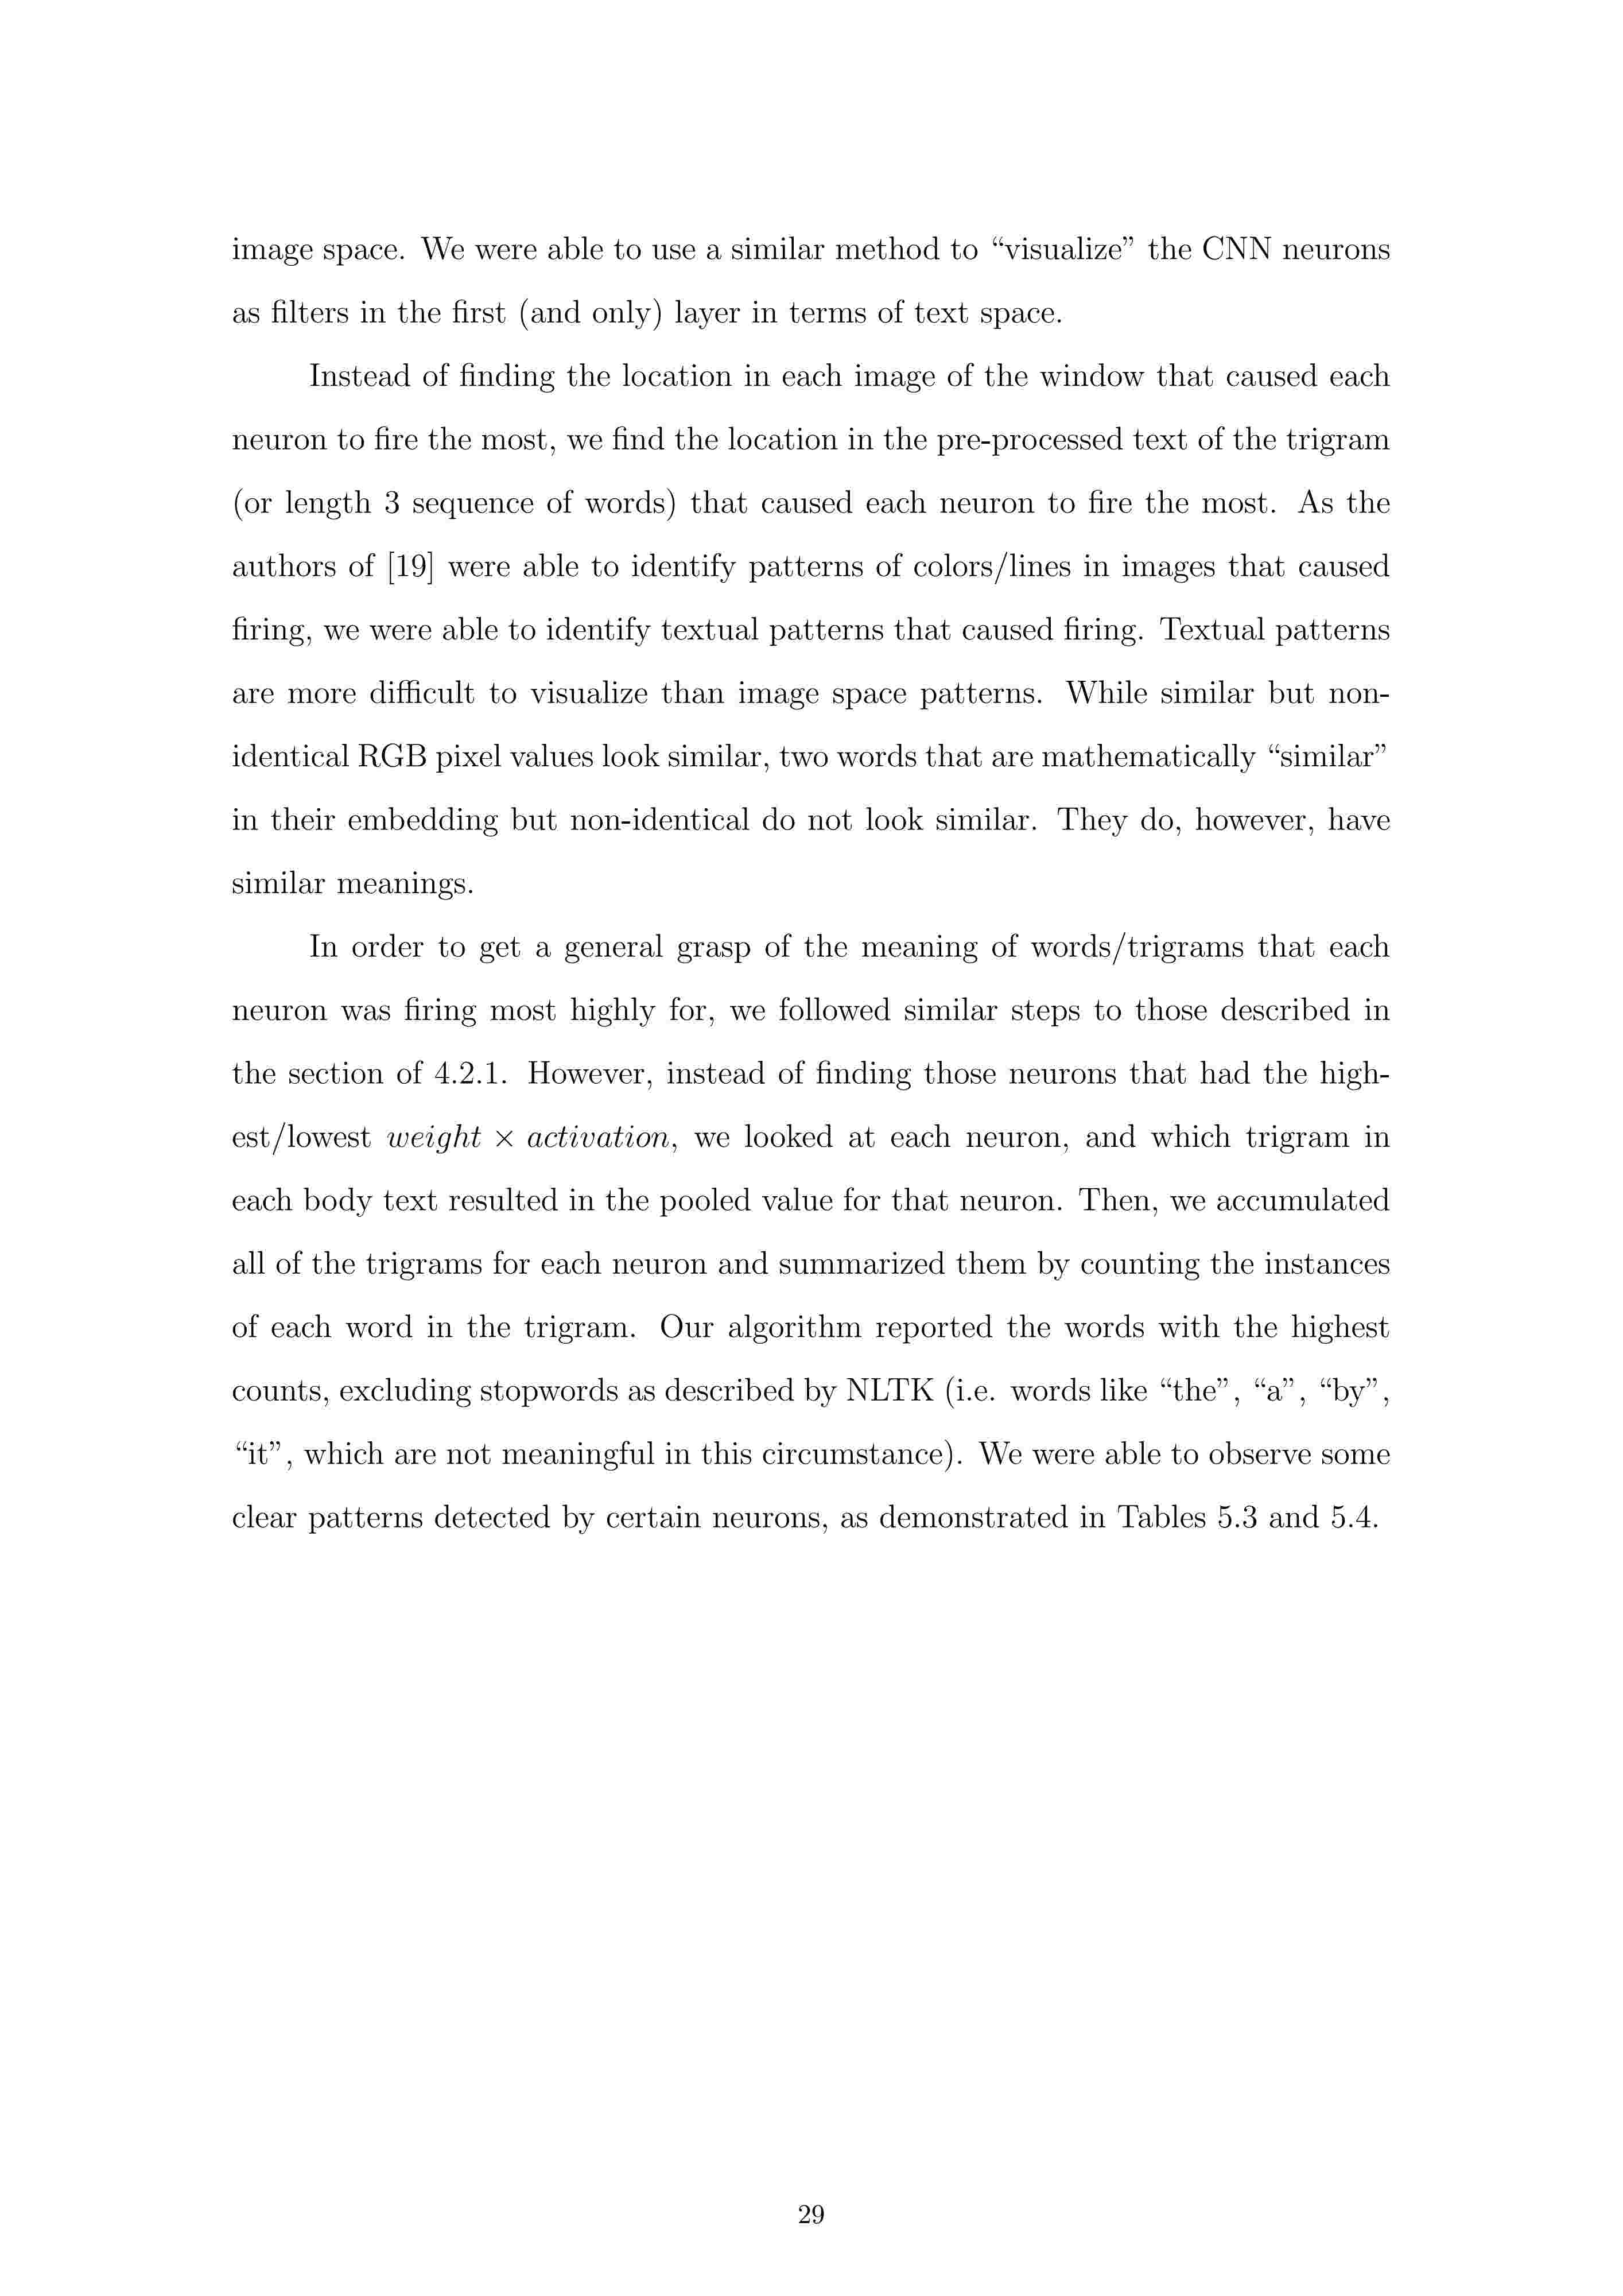 image space. We were able to use a similar method to “visualize” the CNN neurons
as filters in the first (and only) layer in terms of text space.
Instead of finding the location in each image of the window that caused each
neuron to fire the most, we find the location in the pre-processed text of the trigram
(or length 3 sequence of words) that caused each neuron to fire the most. As the
authors of [19] were able to identify patterns of colors/lines in images that caused
firing, we were able to identify textual patterns that caused firing. Textual patterns
are more difficult to visualize than image space patterns. While similar but non-
identical RGB pixel values look similar, two words that are mathematically “similar”
in their embedding but non-identical do not look similar. They do, however, have
similar meanings.
In order to get a general grasp of the meaning of words/trigrams that each
neuron was firing most highly for, we followed similar steps to those described in
the section of 4.2.1. However, instead of finding those neurons that had the high-
est/lowest weight × activation, we looked at each neuron, and which trigram in
each body text resulted in the pooled value for that neuron. Then, we accumulated
all of the trigrams for each neuron and summarized them by counting the instances
of each word in the trigram. Our algorithm reported the words with the highest
counts, excluding stopwords as described by NLTK (i.e. words like “the”, “a”, “by”,
“it”, which are not meaningful in this circumstance). We were able to observe some
clear patterns detected by certain neurons, as demonstrated in Tables 5.3 and 5.4.
29